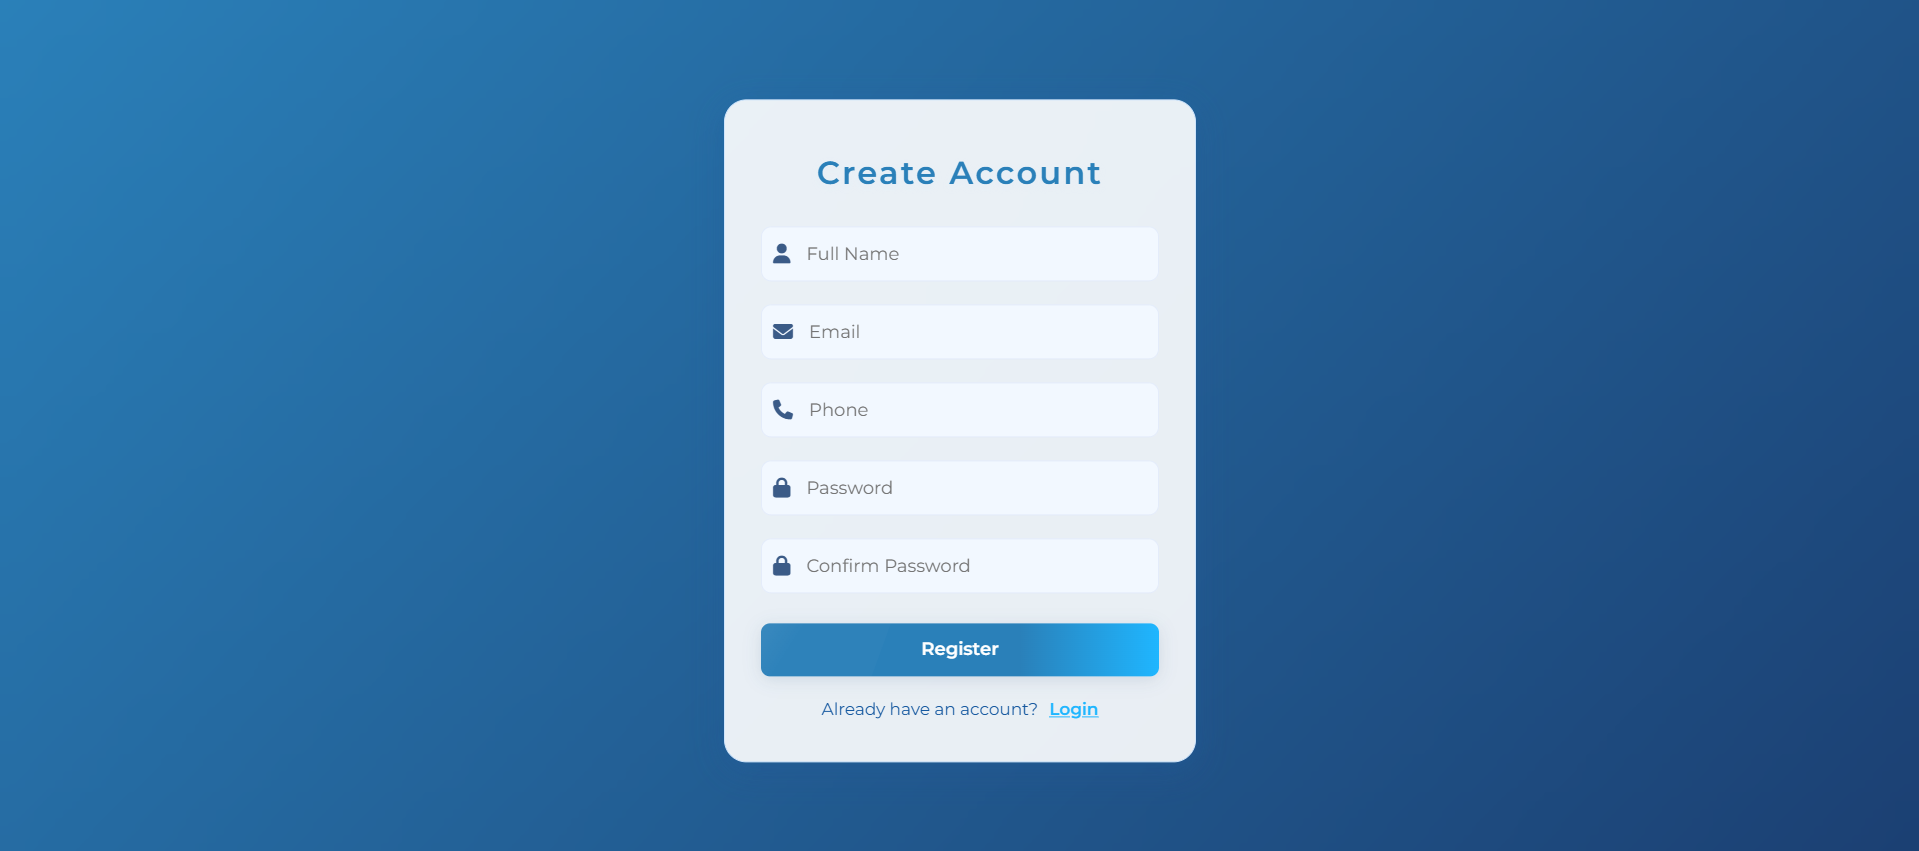 Create Account
Full Name
Email
Phone
Password
Confirm Password
Register
Already have an account? Login